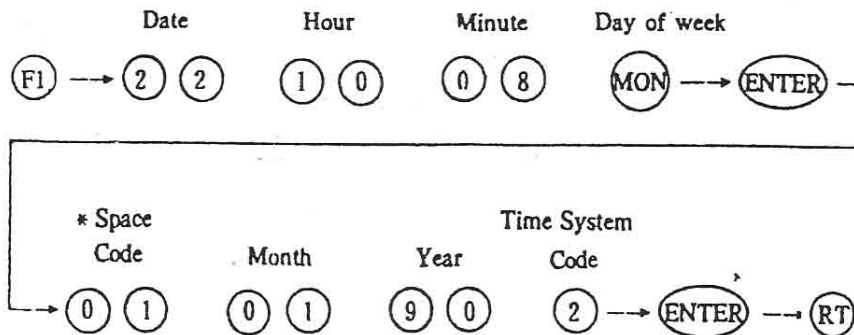 Date Hour Minute Day of week
F1 2 2 1 0 0 8 MON ENTER
* Space Time System
Code Month Year Code
0 1 0 1 9 0 2 ENTER RT